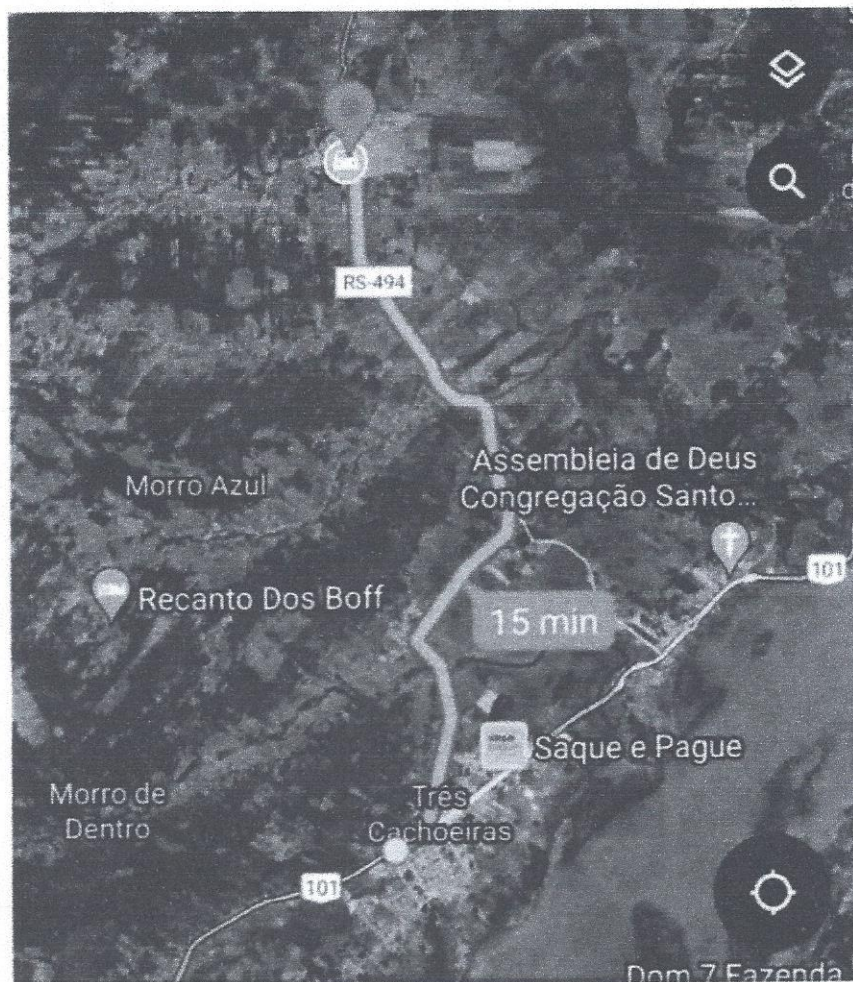 RS-494
Assembleia de Deus
Congregação Santo...
Morro Azul
101
Recanto Dos Boff
15 min
Saque e Pague
Morro de
Dentro
Três
Cachoeiras
101
Dom 7 Fazenda